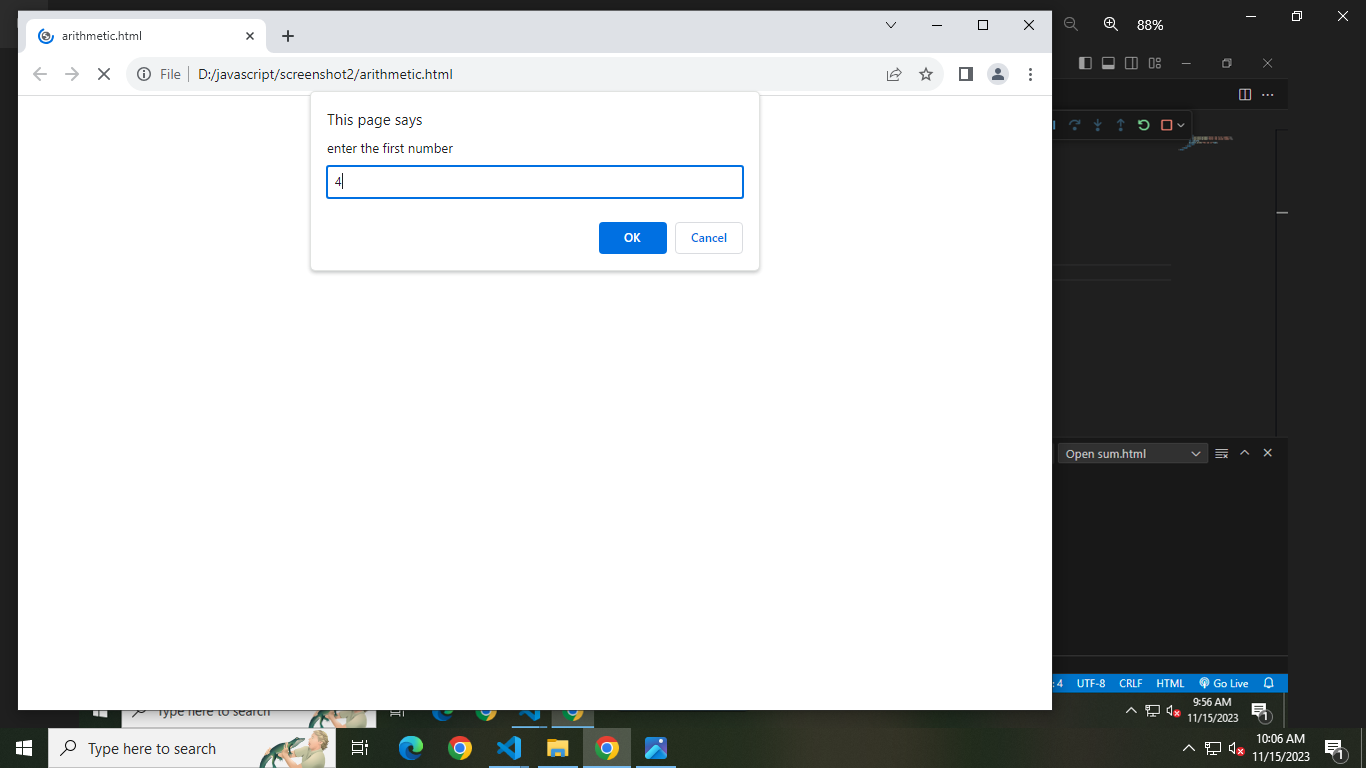 arithmetic.html
88%
File
D:/javascript/screenshot2/arithmetic.html
This page says
enter the first number
4
OK
Cancel
Open sum.html
: 4
UTF-8
CRLF
HTML
Go Live
Type here to search
9:56 AM
11/15/2023
1
Type here to search
10:06 AM
11/15/2023
1